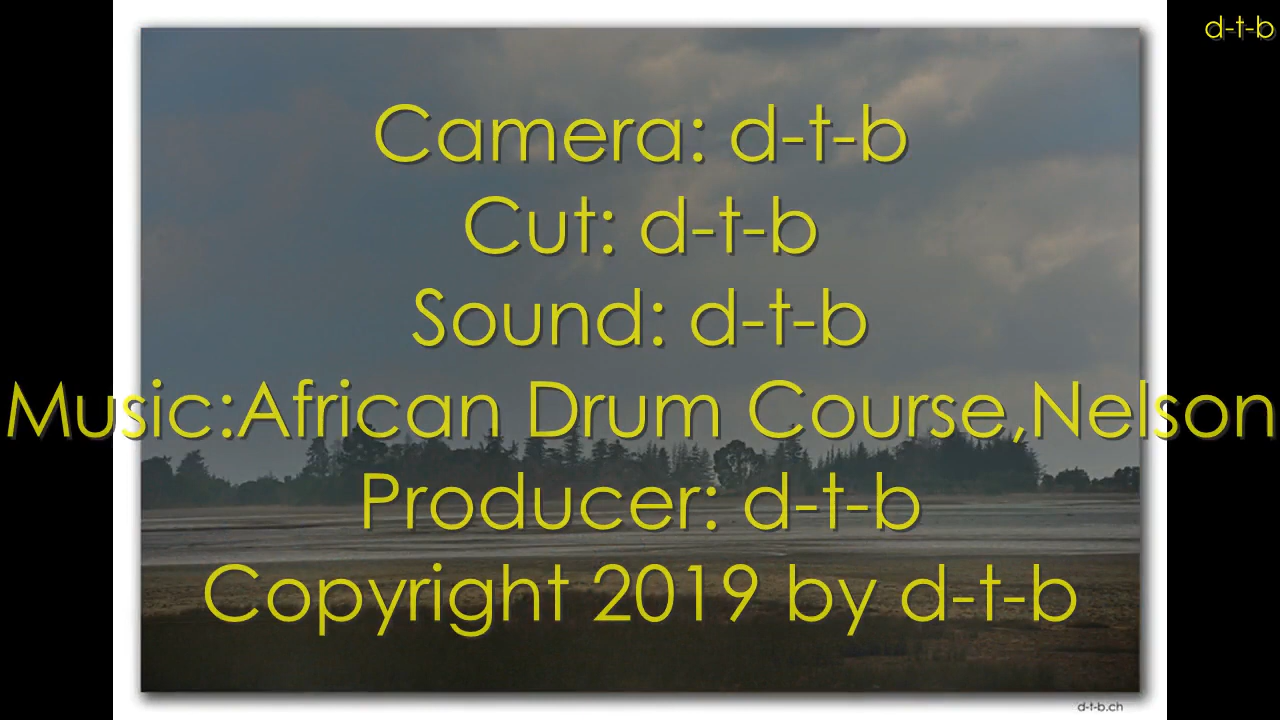 d-t-b
Camera: d-t-b
Cut: d-t-b
Sound: d-t-b
Music:African Drum Course,Nelson
Producer: d-t-b
Copyright 2019 by d-t-b
d-t-b.ch